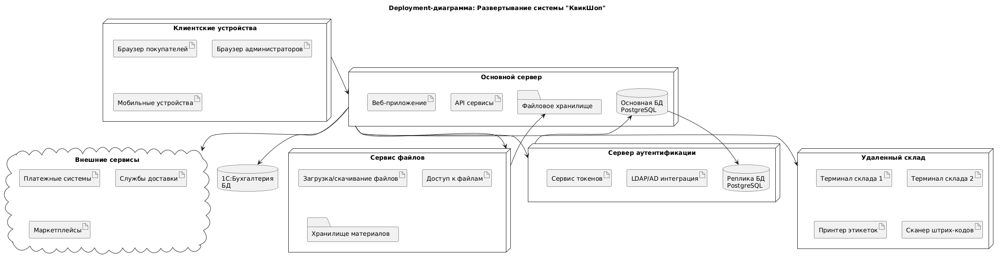 Deployment-диаграмма: Развертывание системы "КвикШоп"
Клиентские устройства
Браузер покупателей
Браузер администраторов
Мобильные устройства
Основной сервер
Веб-приложение
API сервисы
Файловое хранилище
Основная БД
PostgreSQL
Внешние сервисы
Платежные системы
Службы доставки
Маркетплейсы
1С:Бухгалтерия
БД
Сервис файлов
Загрузка/скачивание файлов
Доступ к файлам
Хранилище материалов
Сервер аутентификации
Сервис токенов
LDAP/AD интеграция
Реплика БД
PostgreSQL
Удаленный склад
Терминал склада 1
Терминал склада 2
Принтер этикеток
Сканер штрих-кодов